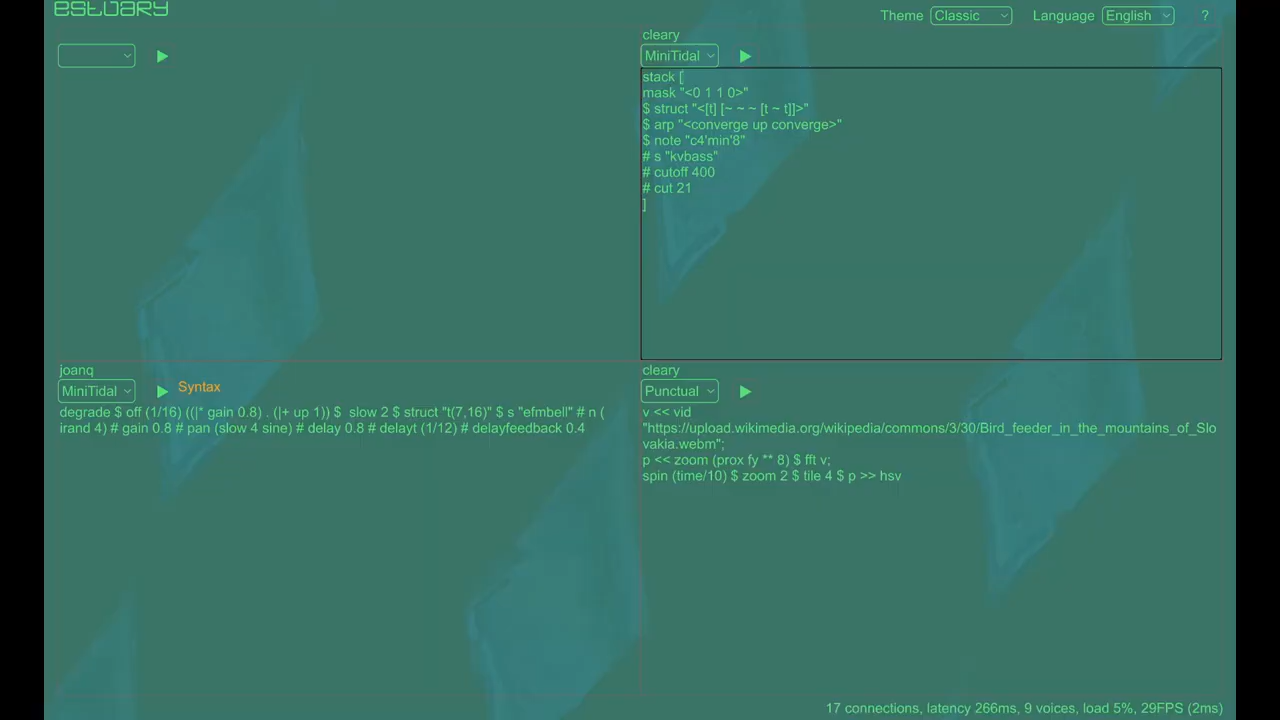 estuary
Theme Classic Language English ?
cleary
MiniTidal
stack [
mask "<0 1 1 0>"
$ struct "<[t] [~ ~ ~ [t ~ t]]>"
$ arp "<converge up converge>"
$ note "c4'min'8"
# s "kvbass"
# cutoff 400
# cut 21
]
joanq
MiniTidal Syntax
degrade $ off (1/16) ((|* gain 0.8) . (|+ up 1)) $  slow 2 $ struct "t(7,16)" $ s "efmbell" # n (
irand 4) # gain 0.8 # pan (slow 4 sine) # delay 0.8 # delayt (1/12) # delayfeedback 0.4
cleary
Punctual
v << vid
"https://upload.wikimedia.org/wikipedia/commons/3/30/Bird_feeder_in_the_mountains_of_Slo
vakia.webm";
p << zoom (prox fy ** 8) $ fft v;
spin (time/10) $ zoom 2 $ tile 4 $ p >> hsv
17 connections, latency 266ms, 9 voices, load 5%, 29FPS (2ms)